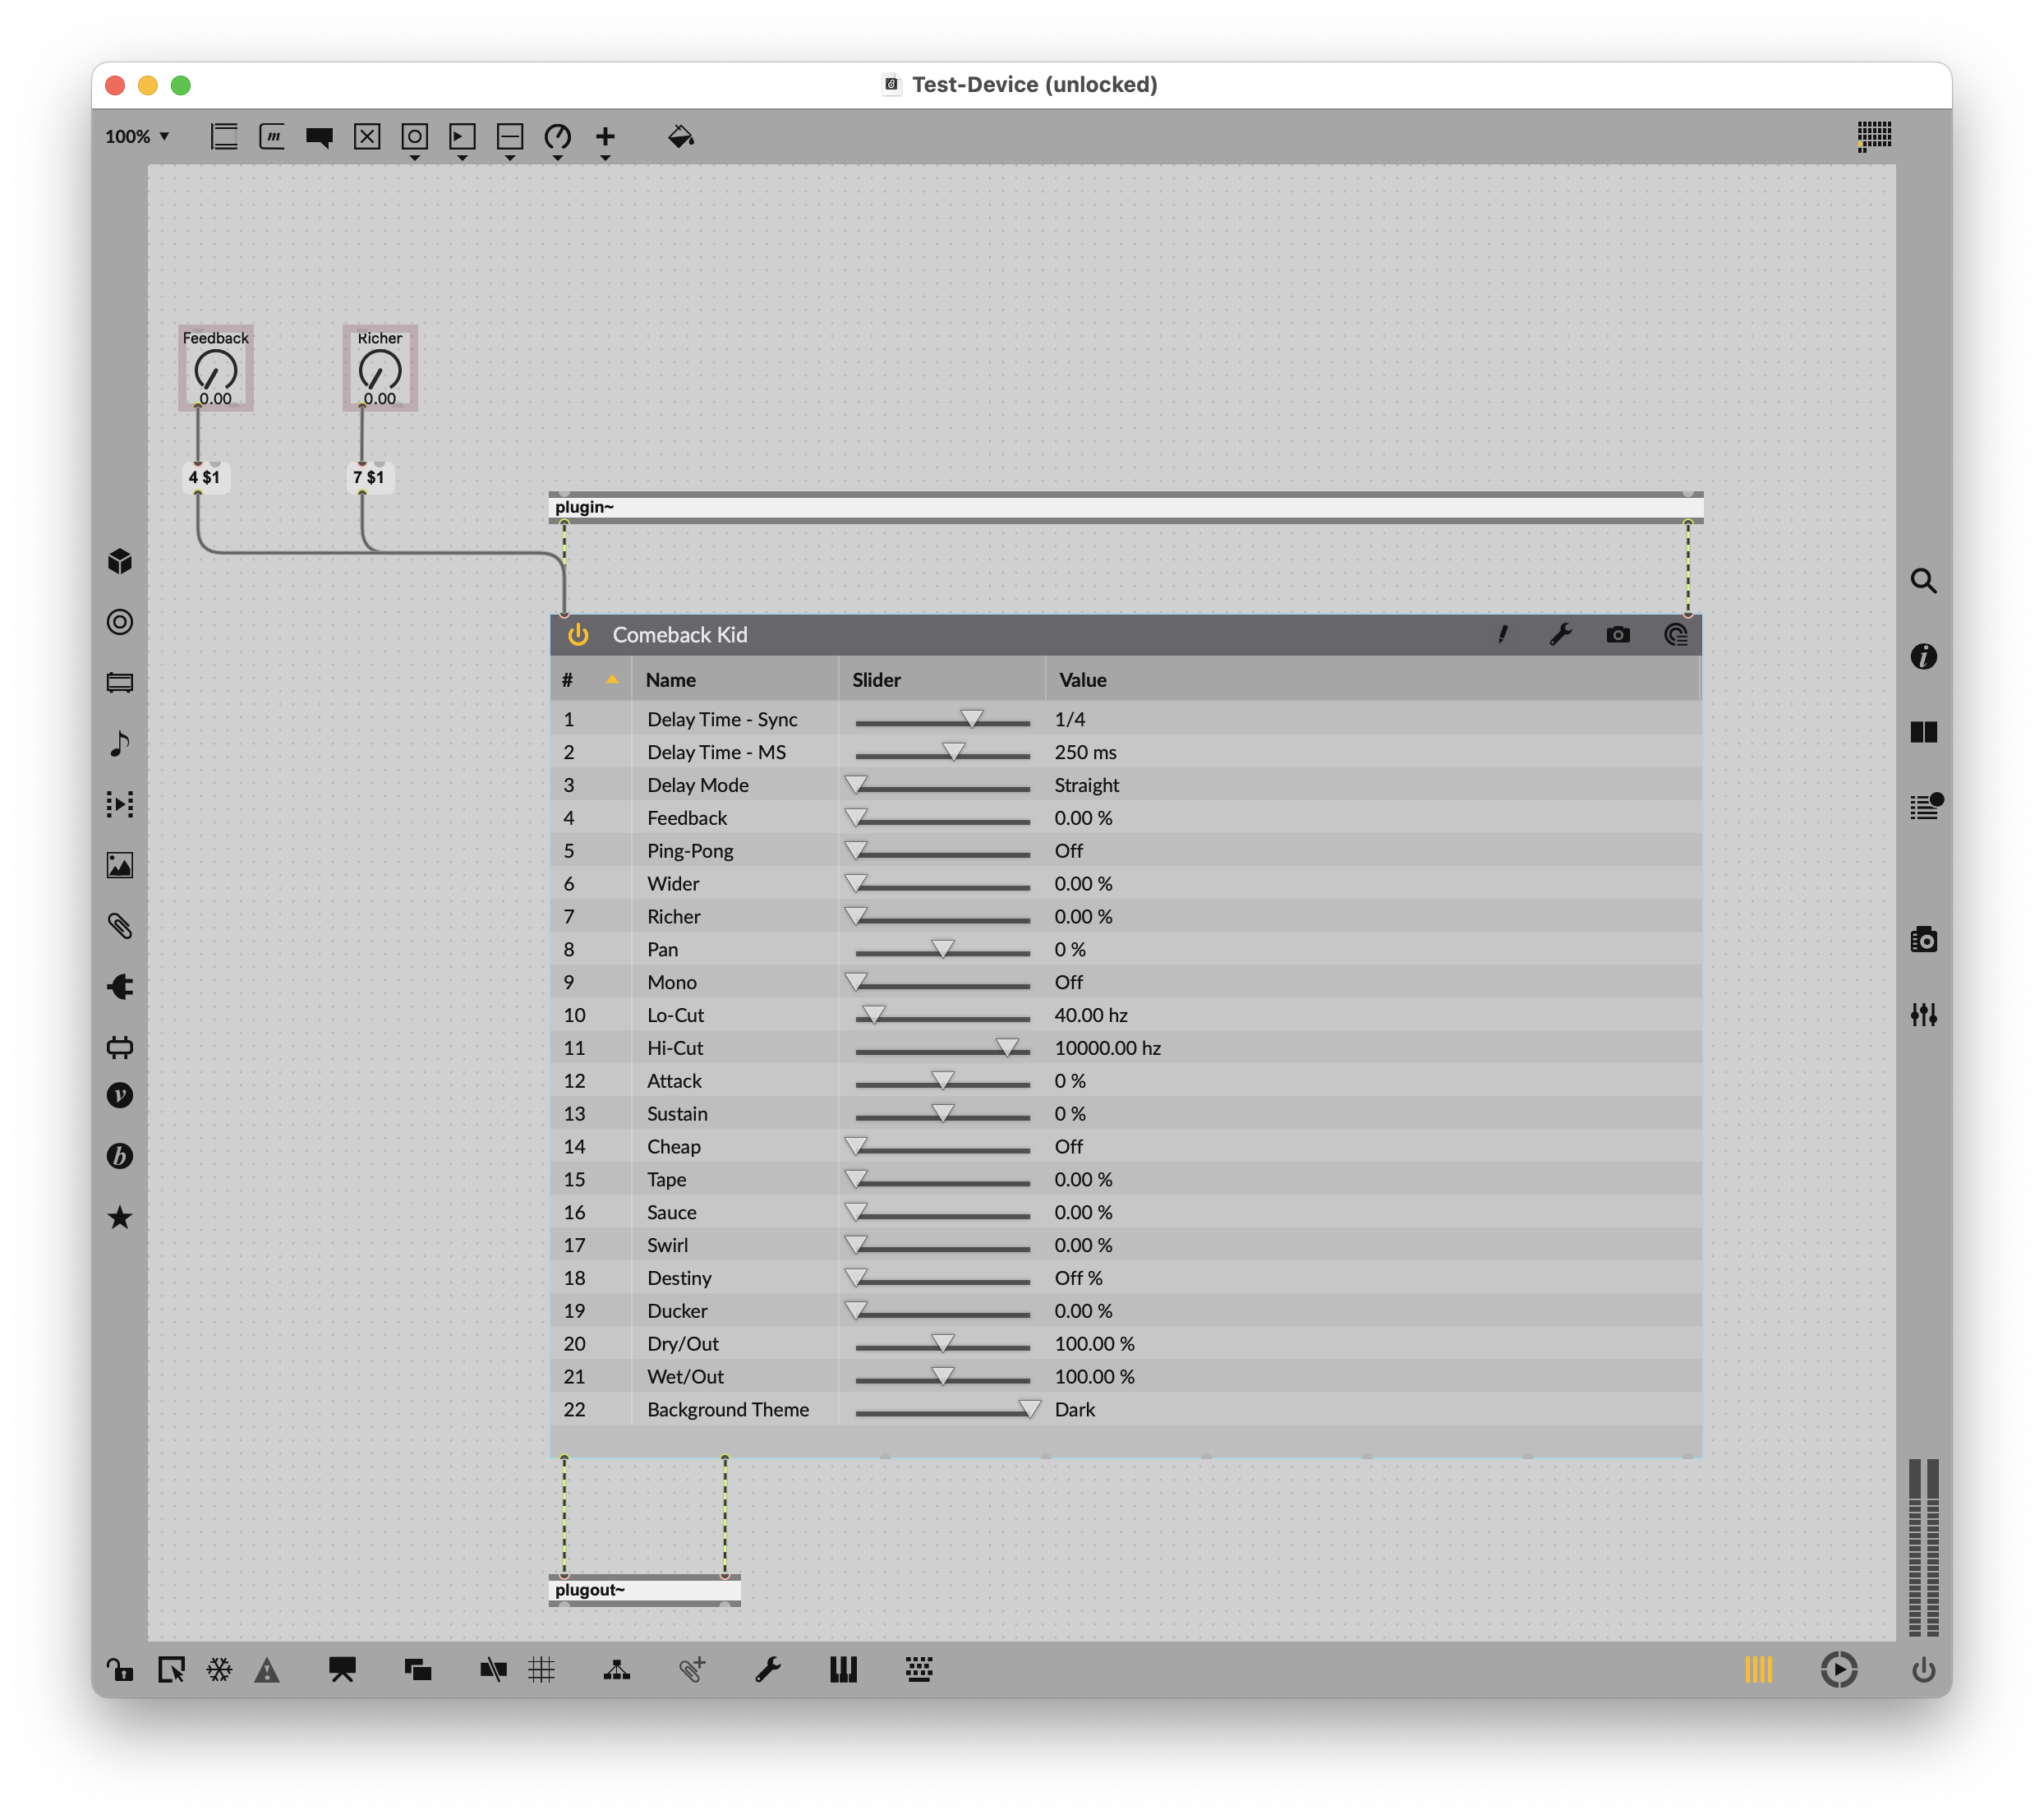 Test-Device (unlocked)
100%
m
Feedback
0.00
Richer
0.00
4 $1
7 $1
plugin~
Comeback Kid
# Name Slider Value
1 Delay Time - Sync 1/4
2 Delay Time - MS 250 ms
3 Delay Mode Straight
4 Feedback 0.00 %
5 Ping-Pong Off
6 Wider 0.00 %
7 Richer 0.00 %
8 Pan 0 %
9 Mono Off
10 Lo-Cut 40.00 hz
11 Hi-Cut 10000.00 hz
12 Attack 0 %
13 Sustain 0 %
14 Cheap Off
15 Tape 0.00 %
16 Sauce 0.00 %
17 Swirl 0.00 %
18 Destiny Off %
19 Ducker 0.00 %
20 Dry/Out 100.00 %
21 Wet/Out 100.00 %
22 Background Theme Dark
plugout~
v
b